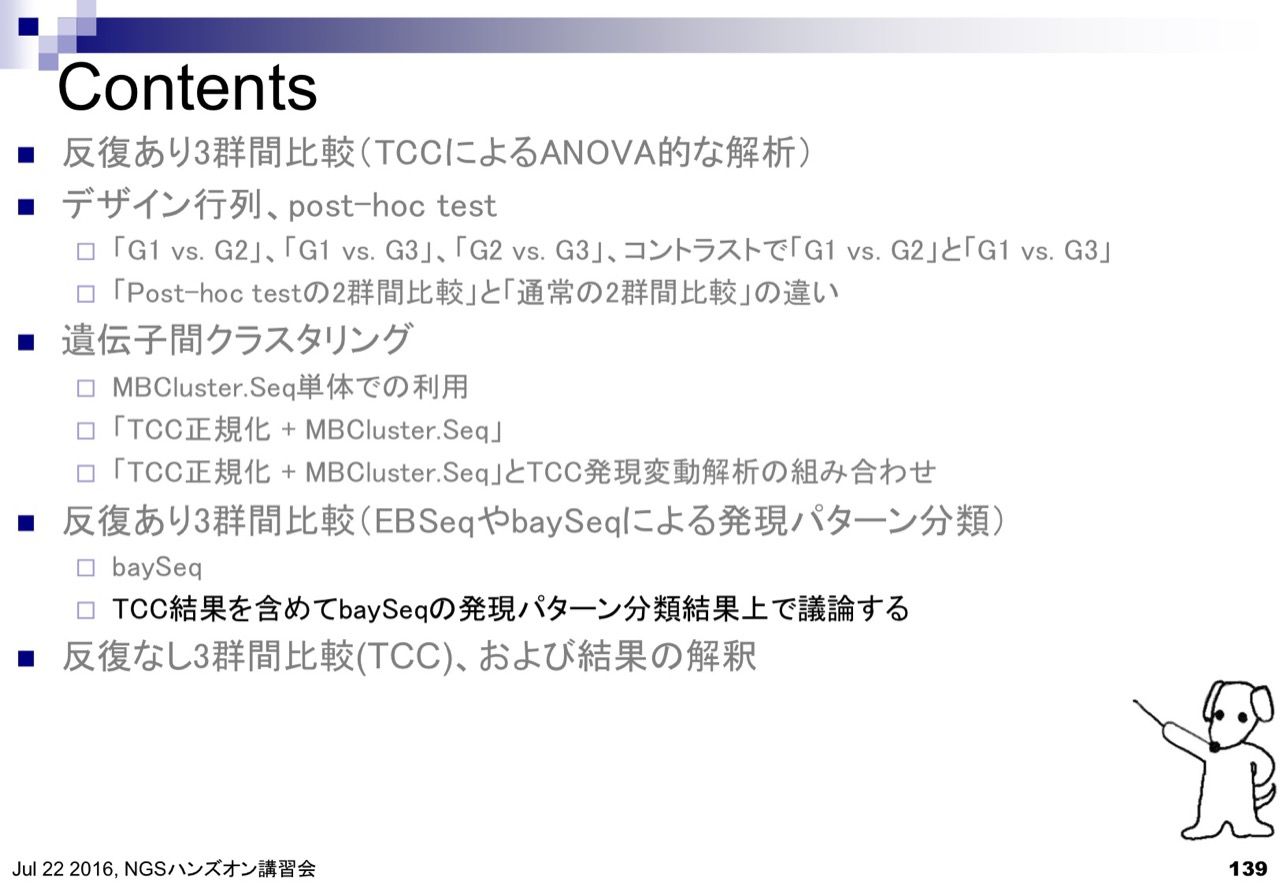 Contents
反復あり3群間比較(TCCによるANOVA的な解析)
デザイン行列、post-hoc test
「G1 vs. G2」、「G1 vs. G3」、「G2 vs. G3」、コントラストで「G1 vs. G2」と「G1 vs. G3」
「Post-hoc testの2群間比較」と「通常の2群間比較」の違い
遺伝子間クラスタリング
MBCluster.Seq単体での利用
「TCC正規化 + MBCluster.Seq」
「TCC正規化 + MBCluster.Seq」とTCC発現変動解析の組み合わせ
反復あり3群間比較(EBSeqやbaySeqによる発現パターン分類)
baySeq
TCC結果を含めてbaySeqの発現パターン分類結果上で議論する
反復なし3群間比較(TCC)、および結果の解釈
Jul 22 2016, NGSハンズオン講習会
139